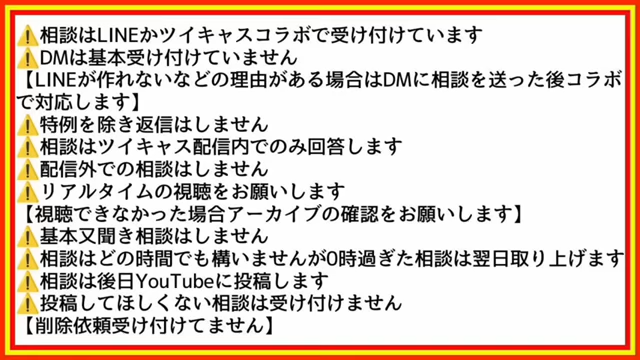 ⚠️相談はLINEかツイキャスコラボで受け付けています
⚠️DMは基本受け付けていません
【LINEが作れないなどの理由がある場合はDMに相談を送った後コラボ
で対応します】
⚠️特例を除き返信はしません
⚠️相談はツイキャス配信内でのみ回答します
⚠️配信外での相談はしません
⚠️リアルタイムの視聴をお願いします
【視聴できなかった場合アーカイブの確認をお願いします】
⚠️基本又聞き相談はしません
⚠️相談はどの時間でも構いませんが0時過ぎた相談は翌日取り上げます
⚠️相談は後日YouTubeに投稿します
⚠️投稿してほしくない相談は受け付けません
【削除依頼受け付けてません】